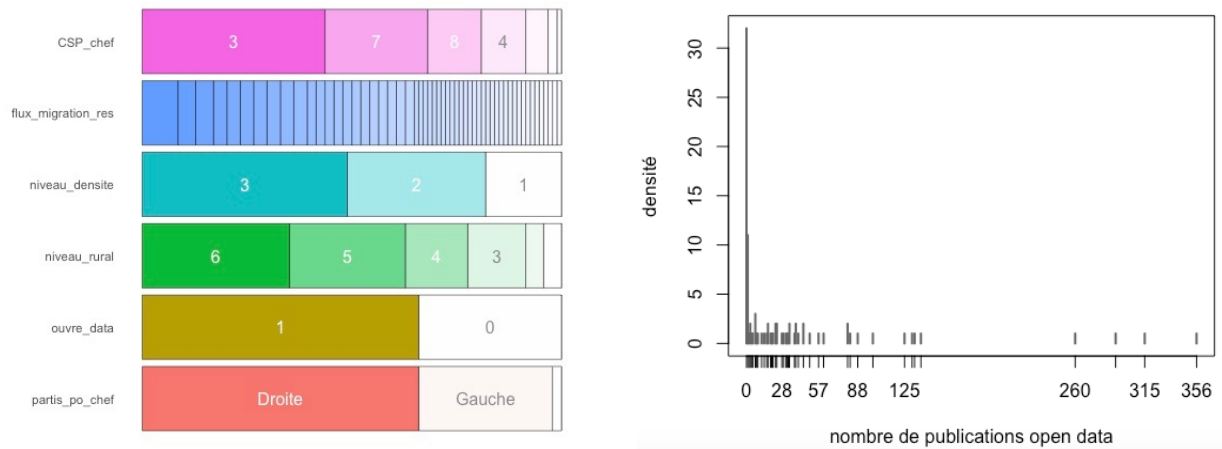 CSP_chef
3 7 8 4
flux_migration_res
niveau_densite
3 2 1
niveau_rural
6 5 4 3
ouvre_data
1 0
partis_po_chef
Droite Gauche
densité
30
25
20
15
10
5
0
0 28 57 88 125 260 315 356
nombre de publications open data